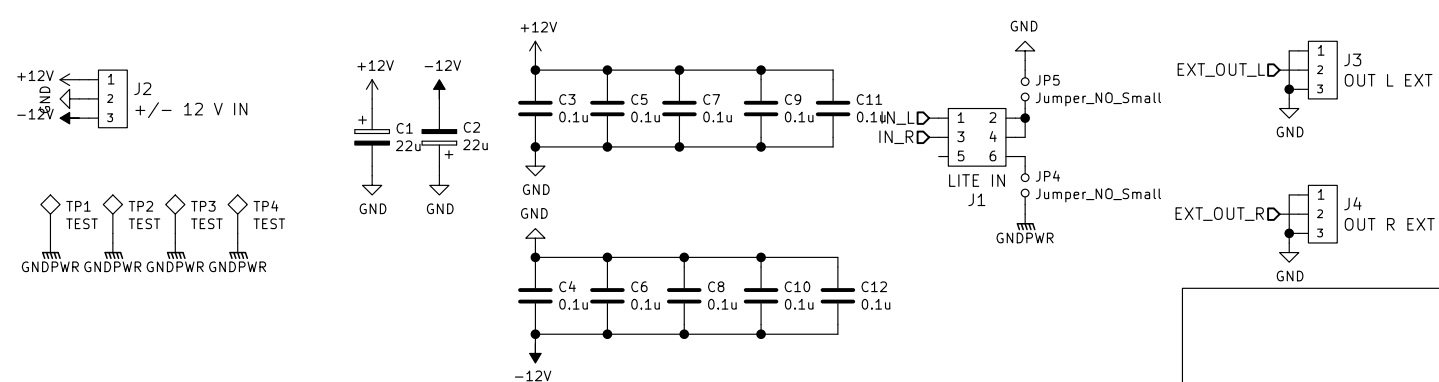 +12V
GND
-12V
1
2
3
J2
+/- 12 V IN
TP1
TEST
TP2
TEST
TP3
TEST
TP4
TEST
GNDPWR
GNDPWR
GNDPWR
GNDPWR
+12V
+
C1
22u
GND
-12V
C2
22u
+
GND
+12V
C3
0.1u
C5
0.1u
C7
0.1u
C9
0.1u
C11
0.1u
GND
GND
C4
0.1u
C6
0.1u
C8
0.1u
C10
0.1u
C12
0.1u
-12V
GND
JP5
Jumper_NO_Small
IN_L
IN_R
1
2
3
4
5
6
LITE IN
J1
JP4
Jumper_NO_Small
GNDPWR
EXT_OUT_L
1
2
3
J3
OUT L EXT
GND
EXT_OUT_R
1
2
3
J4
OUT R EXT
GND